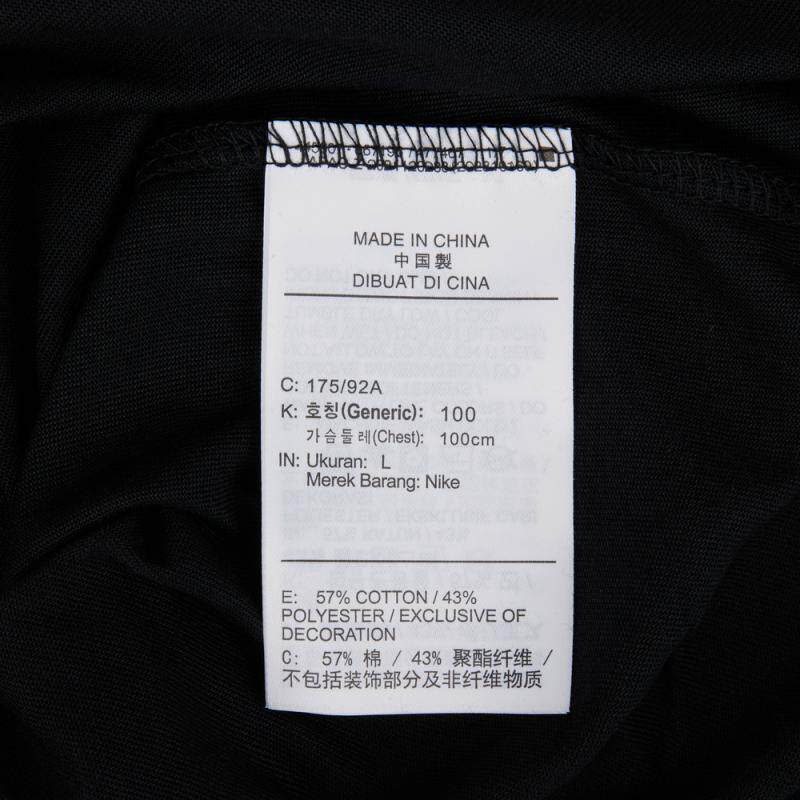 MADE IN CHINA
中国製
DIBUAT DI CINA
C: 175/92A
K: 호칭(Generic): 100
가슴둘레(Chest): 100cm
IN: Ukuran: L
Merek Barang: Nike
E: 57% COTTON / 43%
POLYESTER / EXCLUSIVE OF
DECORATION
C: 57% 棉 / 43% 聚酯纤维 /
不包括装饰部分及非纤维物质